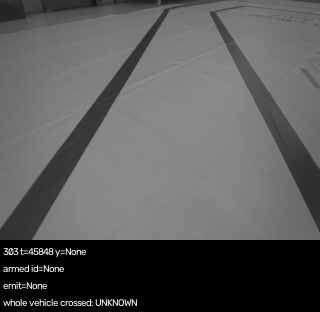 303 t=45848 y=None
armed id=None
emit=None
whole vehicle crossed: UNKNOWN